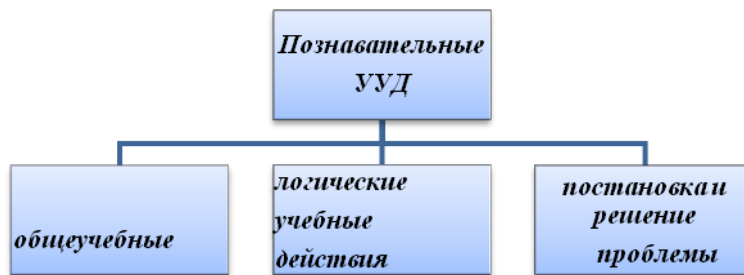 Познавательные
УУД
общеучебные
логические
учебные
действия
постановка и
решение
проблемы